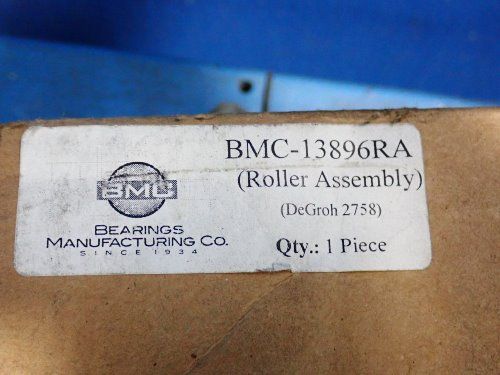 BMC
BEARINGS
MANUFACTURING CO.
SINCE 1934
BMC-13896RA
(Roller Assembly)
(DeGroh 2758)
Qty.: 1 Piece